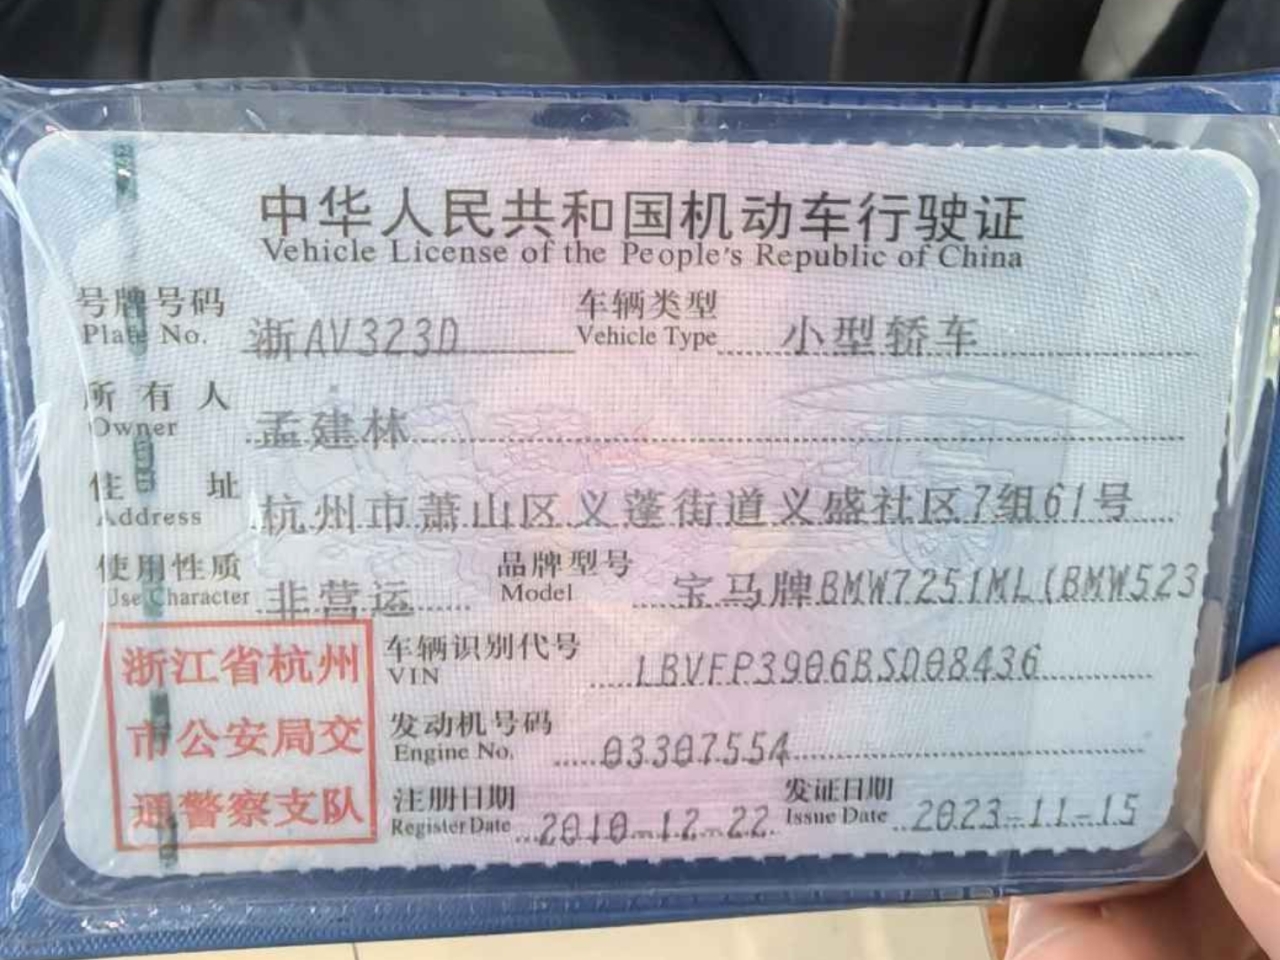 中华人民共和国机动车行驶证
Vehicle License of the People's Republic of China
号牌号码 浙AV323D 车辆类型 小型轿车
Plate No. Vehicle Type
所有人 孟建林
Owner
住址 杭州市萧山区义蓬街道义盛社区7组61号
Address
使用性质 非营运 品牌型号 宝马牌BMW7251ML(BMW523
Use Character Model
浙江省杭州
市公安局交
通警察支队
车辆识别代号 LBVFP3906BSD08436
VIN
发动机号码 03307554
Engine No.
注册日期 2010-12-22 发证日期 2023-11-15
Register Date Issue Date